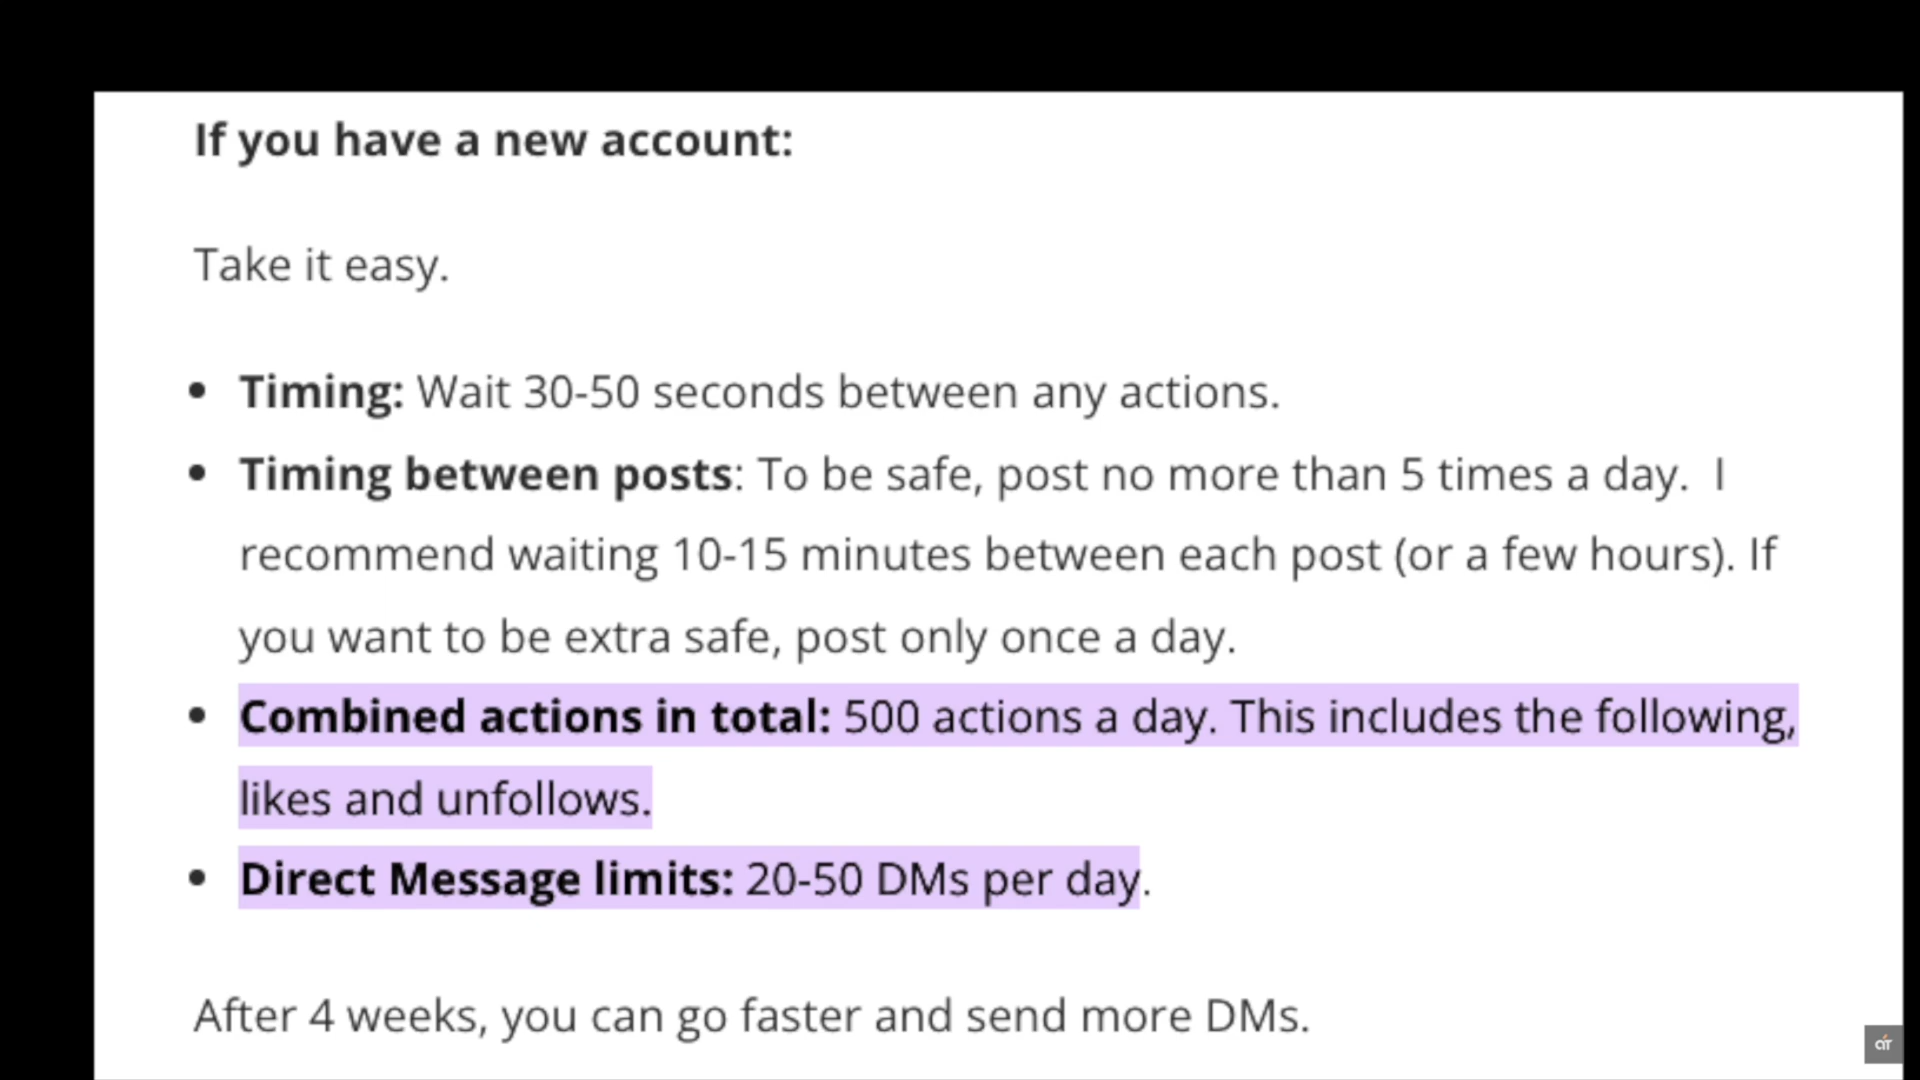 If you have a new account:
Take it easy.
Timing: Wait 30-50 seconds between any actions.
Timing between posts: To be safe, post no more than 5 times a day.  I
recommend waiting 10-15 minutes between each post (or a few hours). If
you want to be extra safe, post only once a day.
Combined actions in total: 500 actions a day. This includes the following,
likes and unfollows.
Direct Message limits: 20-50 DMs per day.
After 4 weeks, you can go faster and send more DMs.